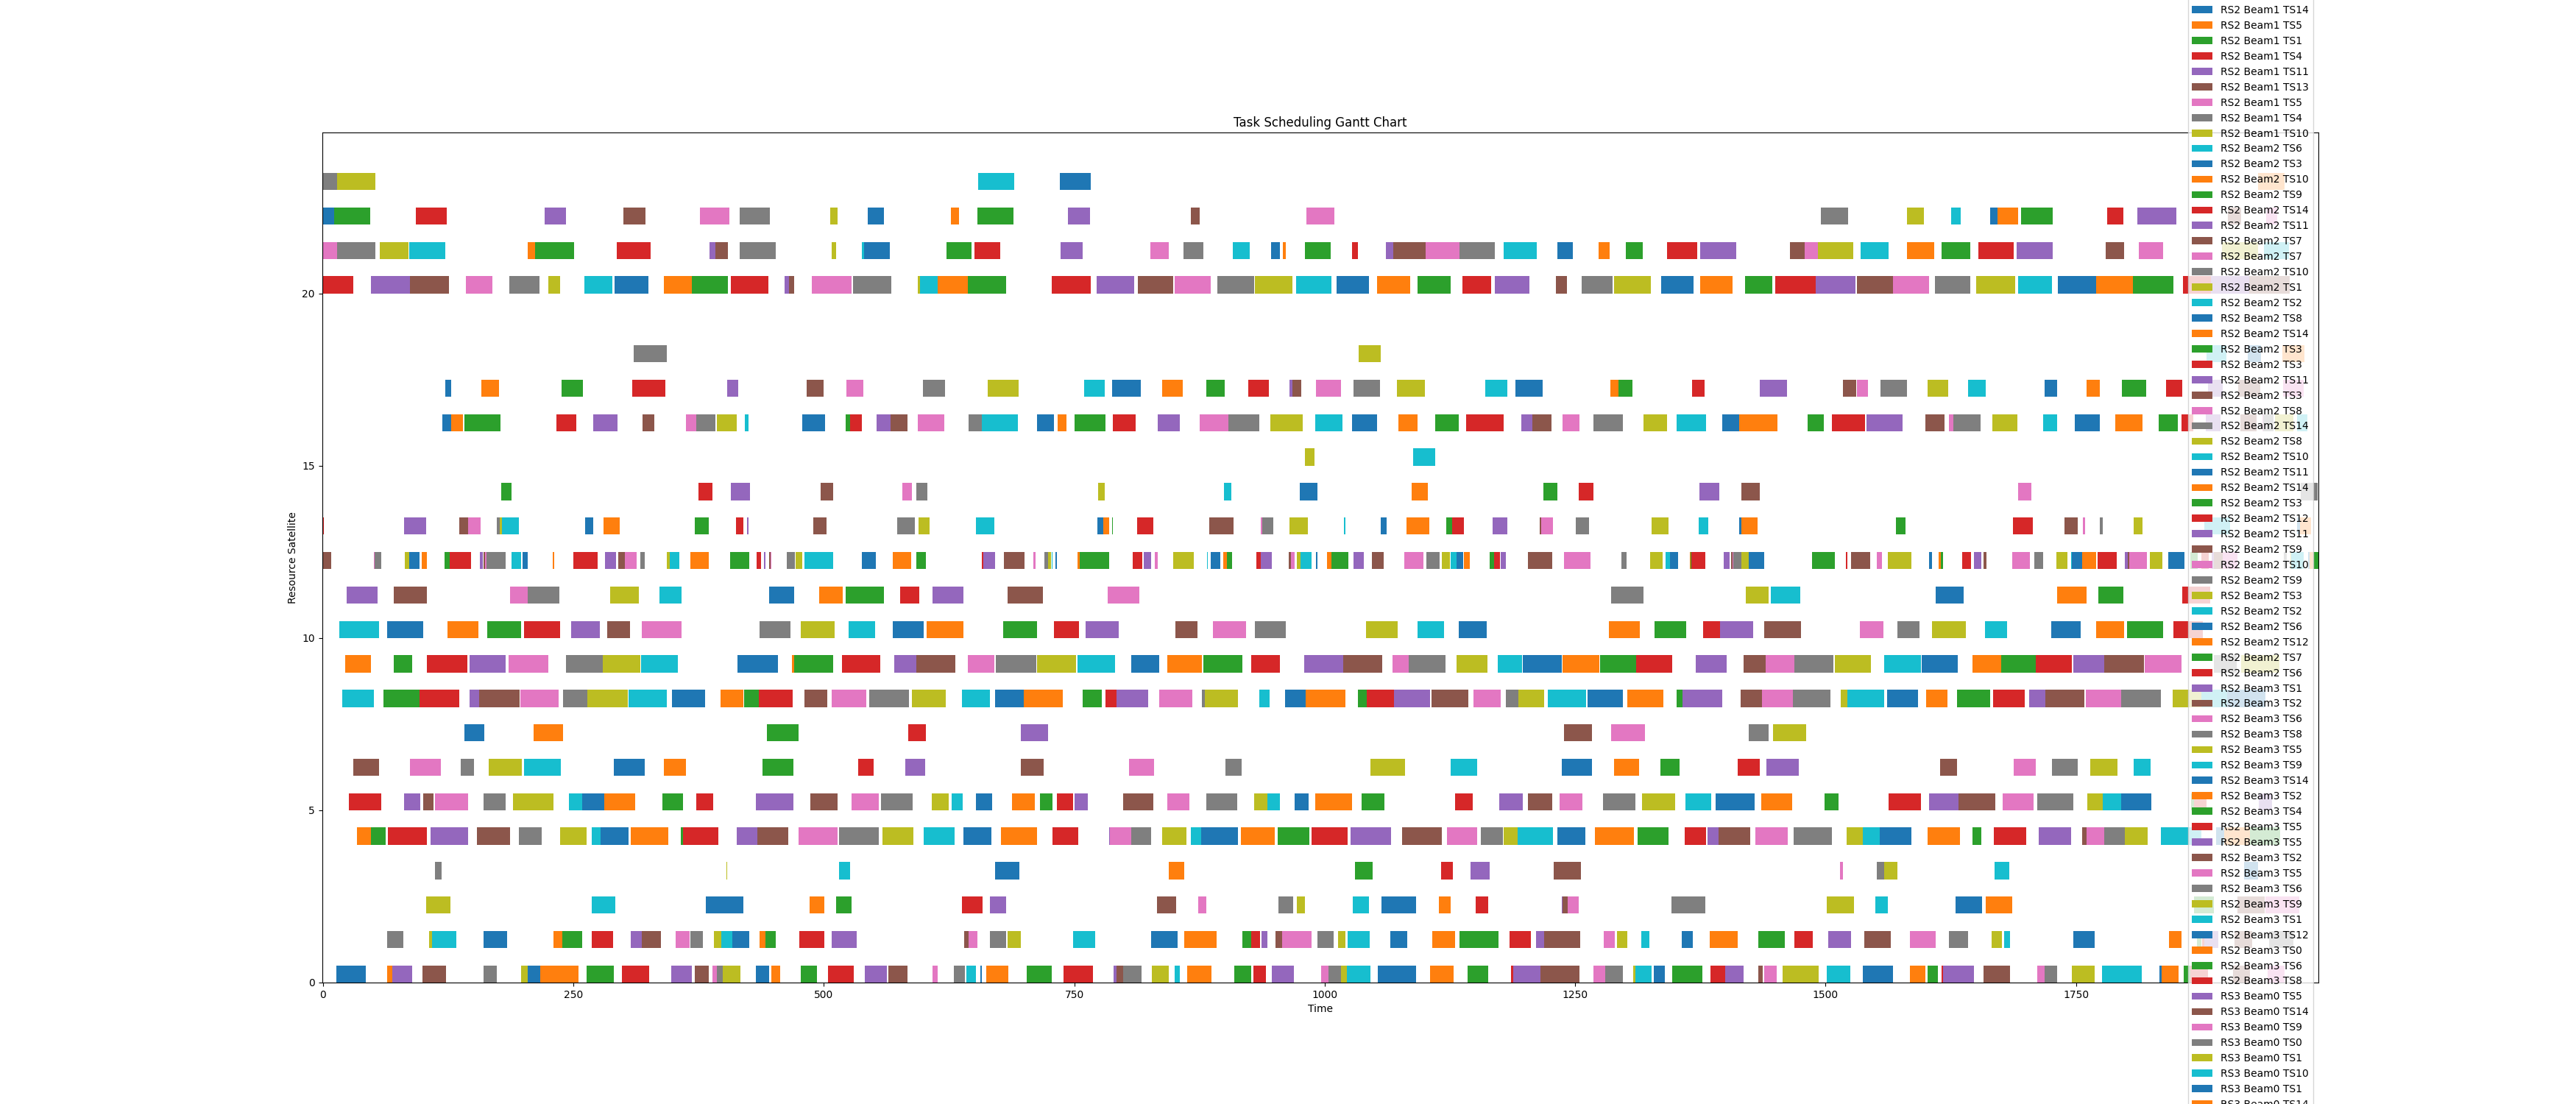 Task Scheduling Gantt Chart
Resource Satellite
20
15
10
5
0
0
250
500
750
1000
1250
1500
1750
Time
RS2 Beam1 TS14
RS2 Beam1 TS5
RS2 Beam1 TS1
RS2 Beam1 TS4
RS2 Beam1 TS11
RS2 Beam1 TS13
RS2 Beam1 TS5
RS2 Beam1 TS4
RS2 Beam1 TS10
RS2 Beam2 TS6
RS2 Beam2 TS3
RS2 Beam2 TS10
RS2 Beam2 TS9
RS2 Beam2 TS14
RS2 Beam2 TS11
RS2 Beam2 TS7
RS2 Beam2 TS7
RS2 Beam2 TS10
RS2 Beam2 TS1
RS2 Beam2 TS2
RS2 Beam2 TS8
RS2 Beam2 TS14
RS2 Beam2 TS3
RS2 Beam2 TS3
RS2 Beam2 TS11
RS2 Beam2 TS3
RS2 Beam2 TS8
RS2 Beam2 TS14
RS2 Beam2 TS8
RS2 Beam2 TS10
RS2 Beam2 TS11
RS2 Beam2 TS14
RS2 Beam2 TS3
RS2 Beam2 TS12
RS2 Beam2 TS11
RS2 Beam2 TS9
RS2 Beam2 TS10
RS2 Beam2 TS9
RS2 Beam2 TS3
RS2 Beam2 TS2
RS2 Beam2 TS6
RS2 Beam2 TS12
RS2 Beam2 TS7
RS2 Beam2 TS6
RS2 Beam3 TS1
RS2 Beam3 TS2
RS2 Beam3 TS6
RS2 Beam3 TS8
RS2 Beam3 TS5
RS2 Beam3 TS9
RS2 Beam3 TS14
RS2 Beam3 TS2
RS2 Beam3 TS4
RS2 Beam3 TS5
RS2 Beam3 TS5
RS2 Beam3 TS2
RS2 Beam3 TS5
RS2 Beam3 TS6
RS2 Beam3 TS9
RS2 Beam3 TS1
RS2 Beam3 TS12
RS2 Beam3 TS0
RS2 Beam3 TS6
RS2 Beam3 TS8
RS3 Beam0 TS5
RS3 Beam0 TS14
RS3 Beam0 TS9
RS3 Beam0 TS0
RS3 Beam0 TS1
RS3 Beam0 TS10
RS3 Beam0 TS1
RS3 Beam0 TS14